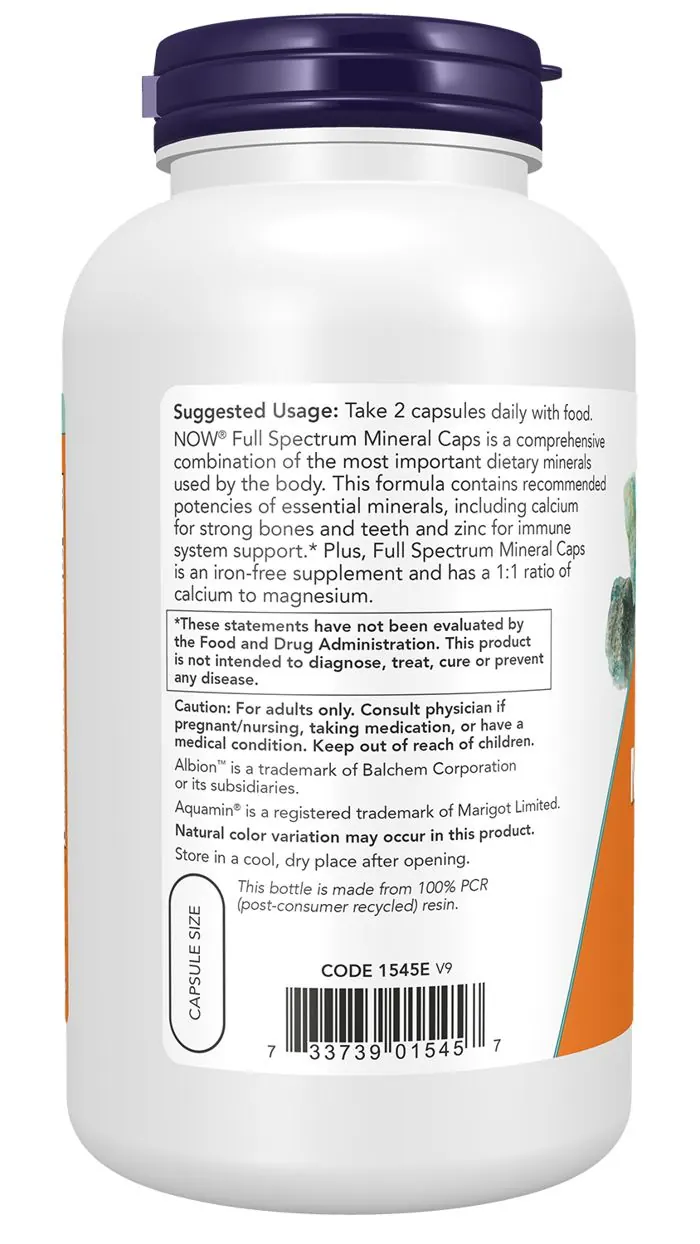 Suggested Usage: Take 2 capsules daily with food.
NOW® Full Spectrum Mineral Caps is a comprehensive
combination of the most important dietary minerals
used by the body. This formula contains recommended
potencies of essential minerals, including calcium
for strong bones and teeth and zinc for immune
system support.* Plus, Full Spectrum Mineral Caps
is an iron-free supplement and has a 1:1 ratio of
calcium to magnesium.
*These statements have not been evaluated by
the Food and Drug Administration. This product
is not intended to diagnose, treat, cure or prevent
any disease.
Caution: For adults only. Consult physician if
pregnant/nursing, taking medication, or have a
medical condition. Keep out of reach of children.
Albion™ is a trademark of Balchem Corporation
or its subsidiaries.
Aquamin® is a registered trademark of Marigot Limited.
Natural color variation may occur in this product.
Store in a cool, dry place after opening.
CAPSULE SIZE
This bottle is made from 100% PCR
(post-consumer recycled) resin.
CODE 1545E V9
7 33739 01545 7